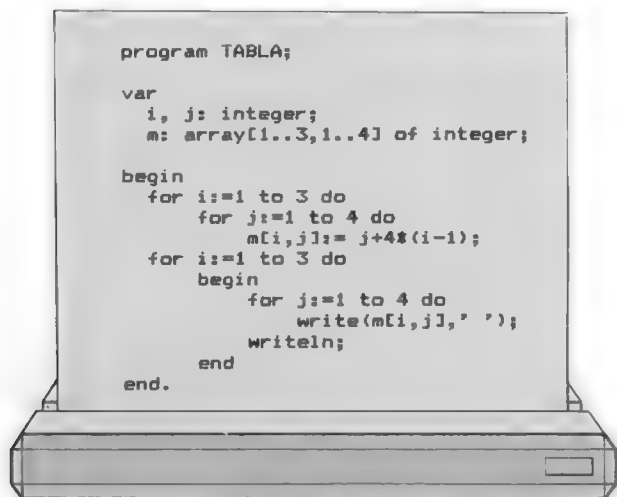 program TABLA;
var
i, j: integer;
m: array[1..3,1..4] of integer;
begin
for i:=1 to 3 do
for j:=1 to 4 do
m[i,j]:= j+4*(i-1);
for i:=1 to 3 do
begin
for j:=1 to 4 do
write(m[i,j],' ');
writeln;
end
end.